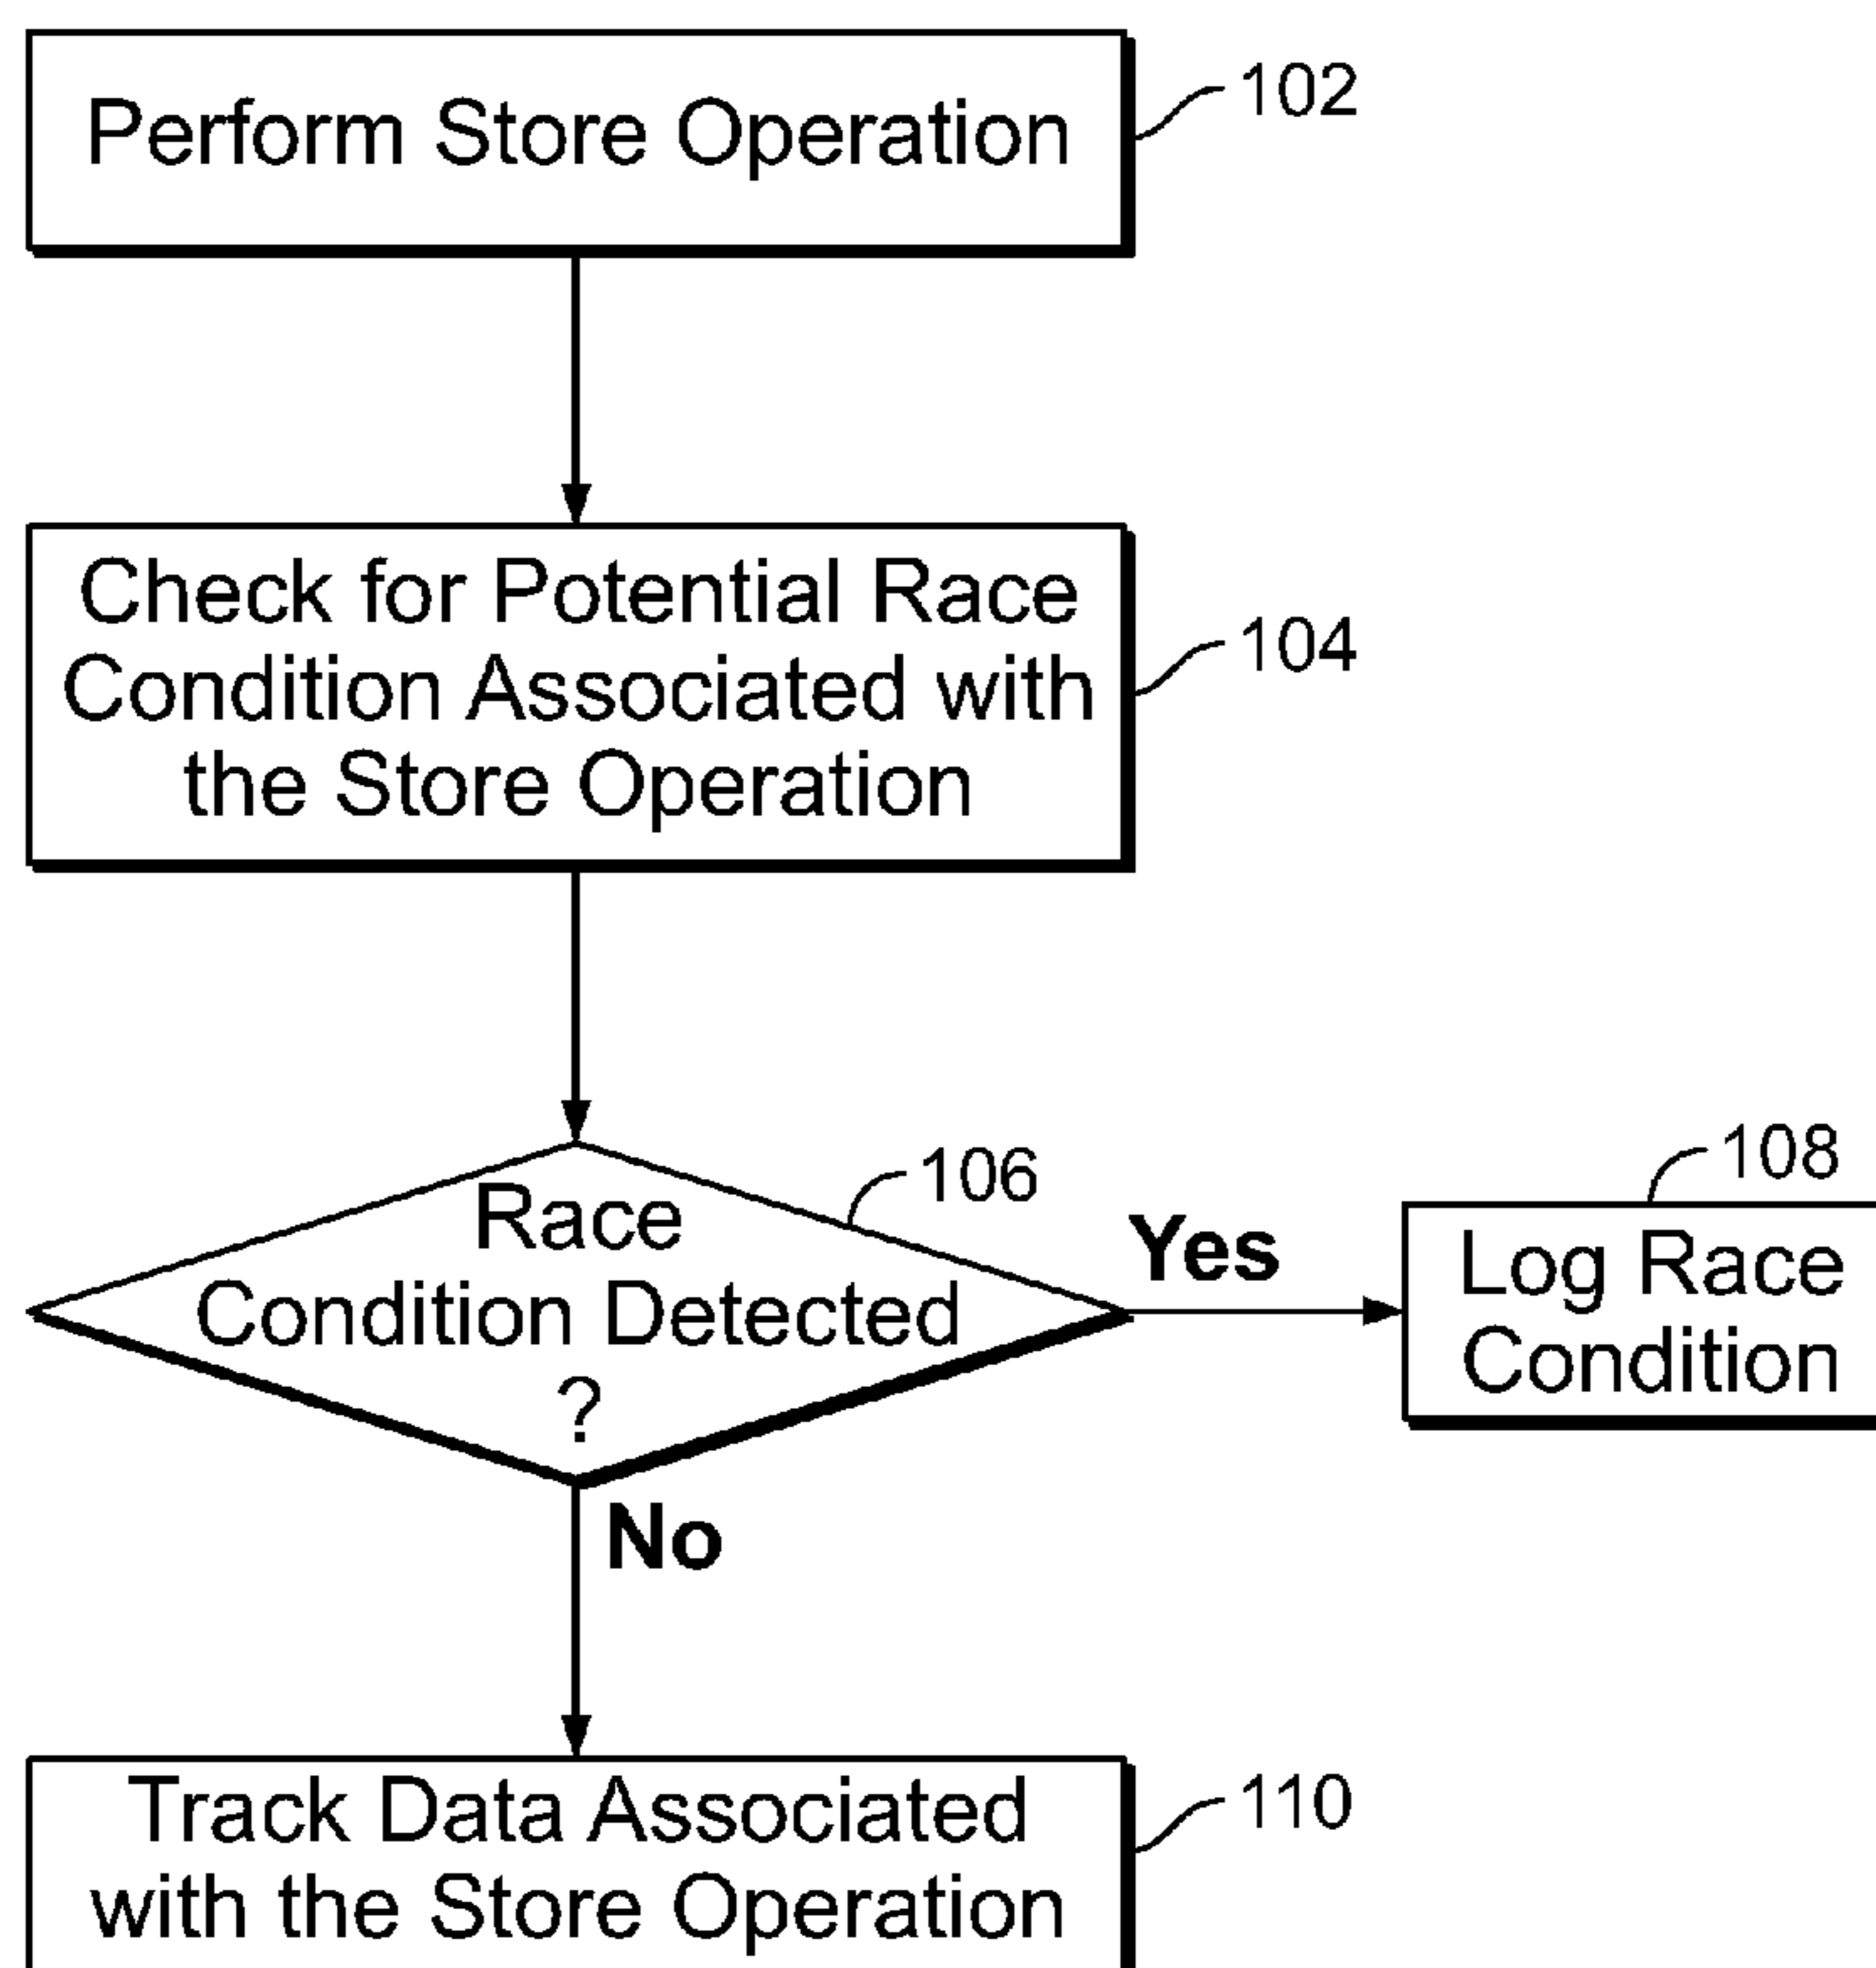 Perform Store Operation
102
Check for Potential Race
Condition Associated with
the Store Operation
104
Race
Condition Detected
?
106
Yes
108
Log Race
Condition
No
Track Data Associated
with the Store Operation
110